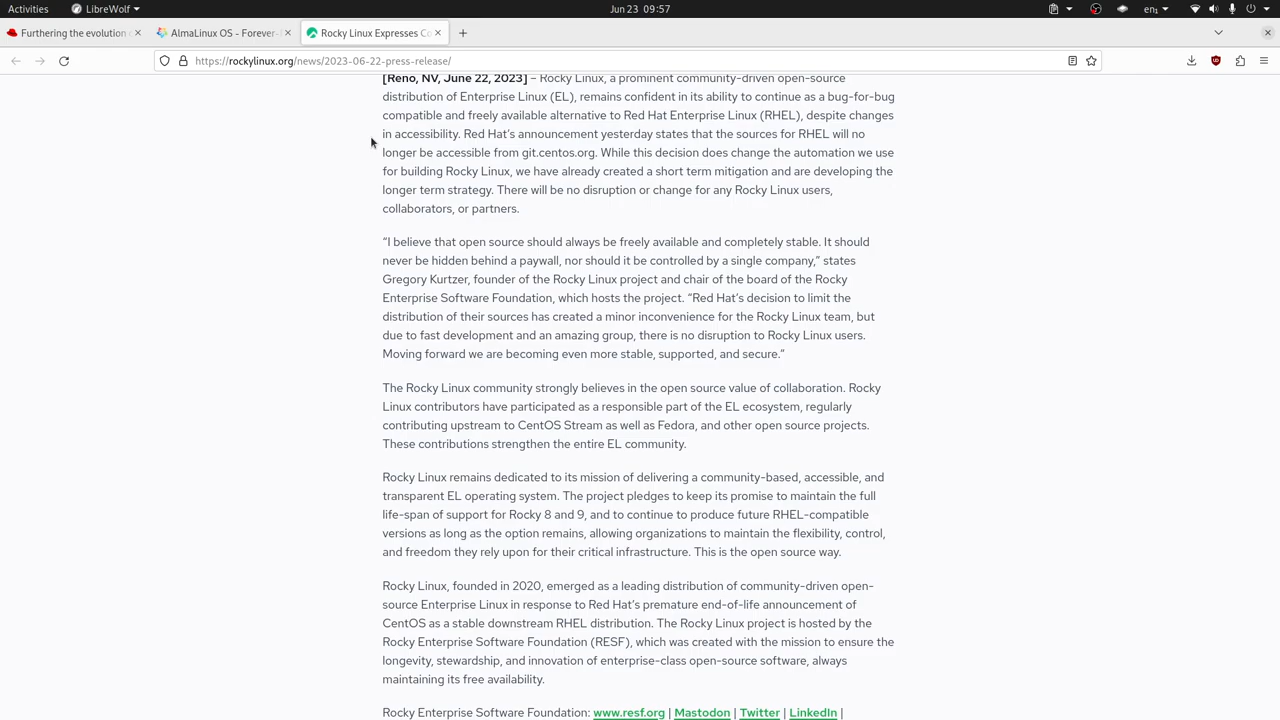 Activities
LibreWolf
Jun 23 09:57
en₁
Furthering the evolution c
AlmaLinux OS - Forever-
Rocky Linux Expresses Co
https://rockylinux.org/news/2023-06-22-press-release/
[Reno, NV, June 22, 2023] – Rocky Linux, a prominent community-driven open-source
distribution of Enterprise Linux (EL), remains confident in its ability to continue as a bug-for-bug
compatible and freely available alternative to Red Hat Enterprise Linux (RHEL), despite changes
in accessibility. Red Hat’s announcement yesterday states that the sources for RHEL will no
longer be accessible from git.centos.org. While this decision does change the automation we use
for building Rocky Linux, we have already created a short term mitigation and are developing the
longer term strategy. There will be no disruption or change for any Rocky Linux users,
collaborators, or partners.
“I believe that open source should always be freely available and completely stable. It should
never be hidden behind a paywall, nor should it be controlled by a single company,” states
Gregory Kurtzer, founder of the Rocky Linux project and chair of the board of the Rocky
Enterprise Software Foundation, which hosts the project. “Red Hat’s decision to limit the
distribution of their sources has created a minor inconvenience for the Rocky Linux team, but
due to fast development and an amazing group, there is no disruption to Rocky Linux users.
Moving forward we are becoming even more stable, supported, and secure.”
The Rocky Linux community strongly believes in the open source value of collaboration. Rocky
Linux contributors have participated as a responsible part of the EL ecosystem, regularly
contributing upstream to CentOS Stream as well as Fedora, and other open source projects.
These contributions strengthen the entire EL community.
Rocky Linux remains dedicated to its mission of delivering a community-based, accessible, and
transparent EL operating system. The project pledges to keep its promise to maintain the full
life-span of support for Rocky 8 and 9, and to continue to produce future RHEL-compatible
versions as long as the option remains, allowing organizations to maintain the flexibility, control,
and freedom they rely upon for their critical infrastructure. This is the open source way.
Rocky Linux, founded in 2020, emerged as a leading distribution of community-driven open-
source Enterprise Linux in response to Red Hat’s premature end-of-life announcement of
CentOS as a stable downstream RHEL distribution. The Rocky Linux project is hosted by the
Rocky Enterprise Software Foundation (RESF), which was created with the mission to ensure the
longevity, stewardship, and innovation of enterprise-class open-source software, always
maintaining its free availability.
Rocky Enterprise Software Foundation: www.resf.org | Mastodon | Twitter | LinkedIn |